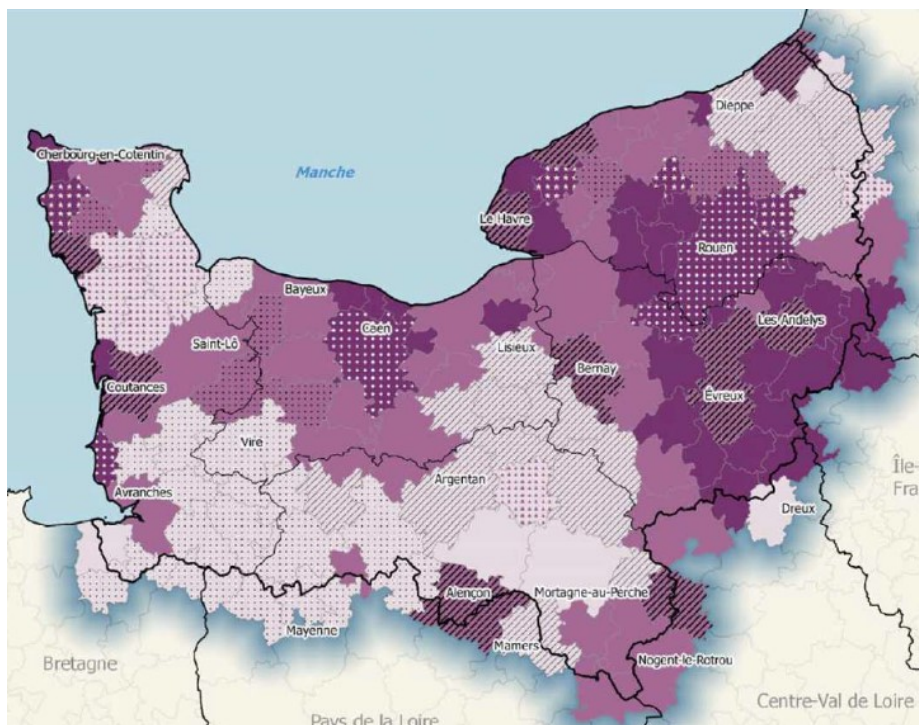 Dieppe
Cherbourg-en-Cotentin
Manche
Le Havre
Rouen
Bayeux
Caen
Les Andelys
Saint-Lô
Lisieux
Bernay
Coutances
Évreux
Vire
Île-
Fra
Argentan
Avranches
Dreux
Alençon
Mortagne-au-Perche
Mayenne
Mamers
Bretagne
Nogent-le-Rotrou
Centre-Val de Loire
Pays de la Loire